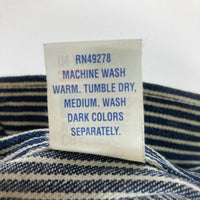 RN49278
MACHINE WASH
WARM. TUMBLE DRY,
MEDIUM. WASH
DARK COLORS
SEPARATELY.